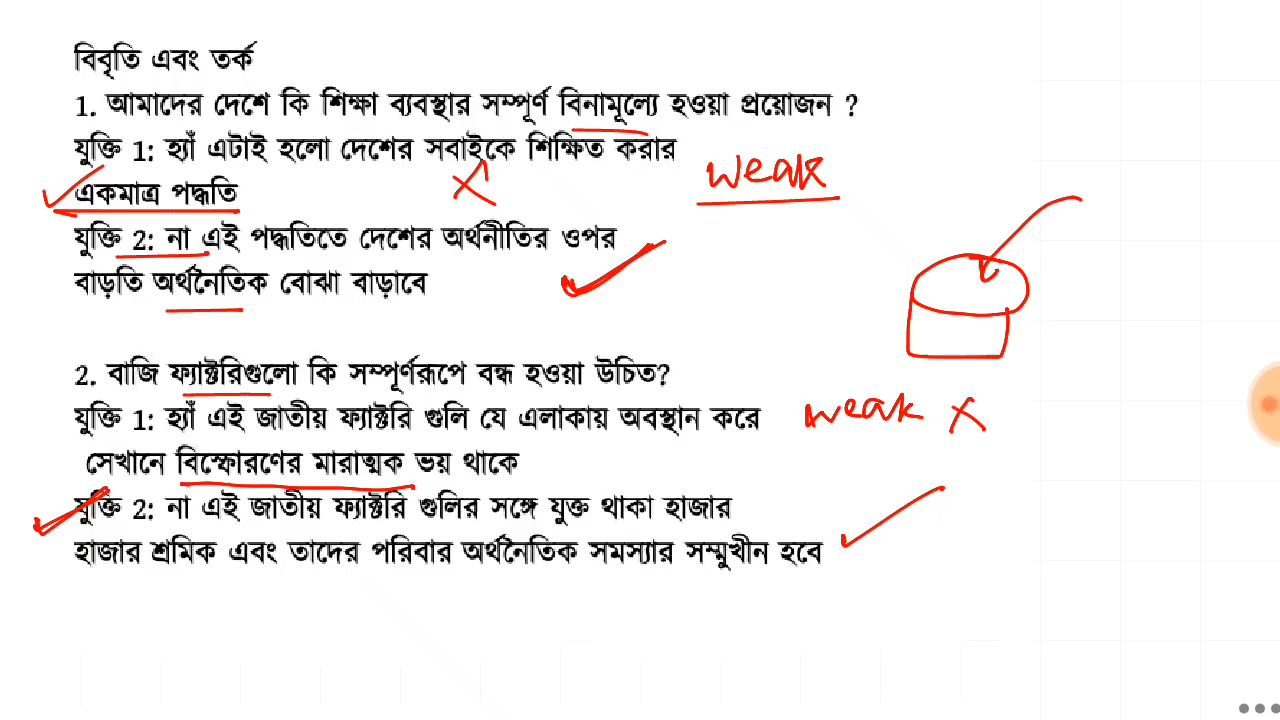 বিবৃতি এবং তর্ক
1. আমাদের দেশে কি শিক্ষা ব্যবস্থার সম্পূর্ণ বিনামূল্যে হওয়া প্রয়োজন ?
যুক্তি 1: হ্যাঁ এটাই হলো দেশের সবাইকে শিক্ষিত করার
weak
একমাত্র পদ্ধতি
যুক্তি 2: না এই পদ্ধতিতে দেশের অর্থনীতির ওপর
বাড়তি অর্থনৈতিক বোঝা বাড়াবে
2. বাজি ফ্যাক্টরিগুলো কি সম্পূর্ণরূপে বন্ধ হওয়া উচিত?
যুক্তি 1: হ্যাঁ এই জাতীয় ফ্যাক্টরি গুলি যে এলাকায় অবস্থান করে weak
সেখানে বিস্ফোরণের মারাত্মক ভয় থাকে
যুক্তি 2: না এই জাতীয় ফ্যাক্টরি গুলির সঙ্গে যুক্ত থাকা হাজার
হাজার শ্রমিক এবং তাদের পরিবার অর্থনৈতিক সমস্যার সম্মুখীন হবে